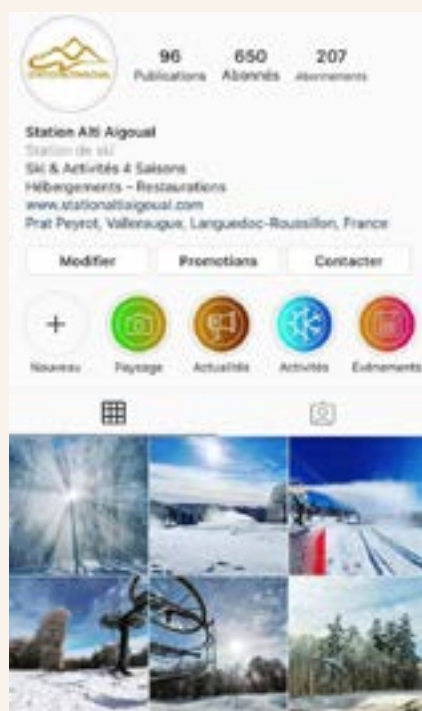 96 650 207
Publications Abonnés Abonnements
Station Alti Aigoual
Station de ski
Ski & Activités 4 Saisons
Hébergements - Restaurations
www.stationaltiaigoual.com
Prat Peyrot, Valleraugue, Languedoc-Roussillon, France
Modifier Promotions Contacter
Nouveau Paysage Actualités Activités Événements